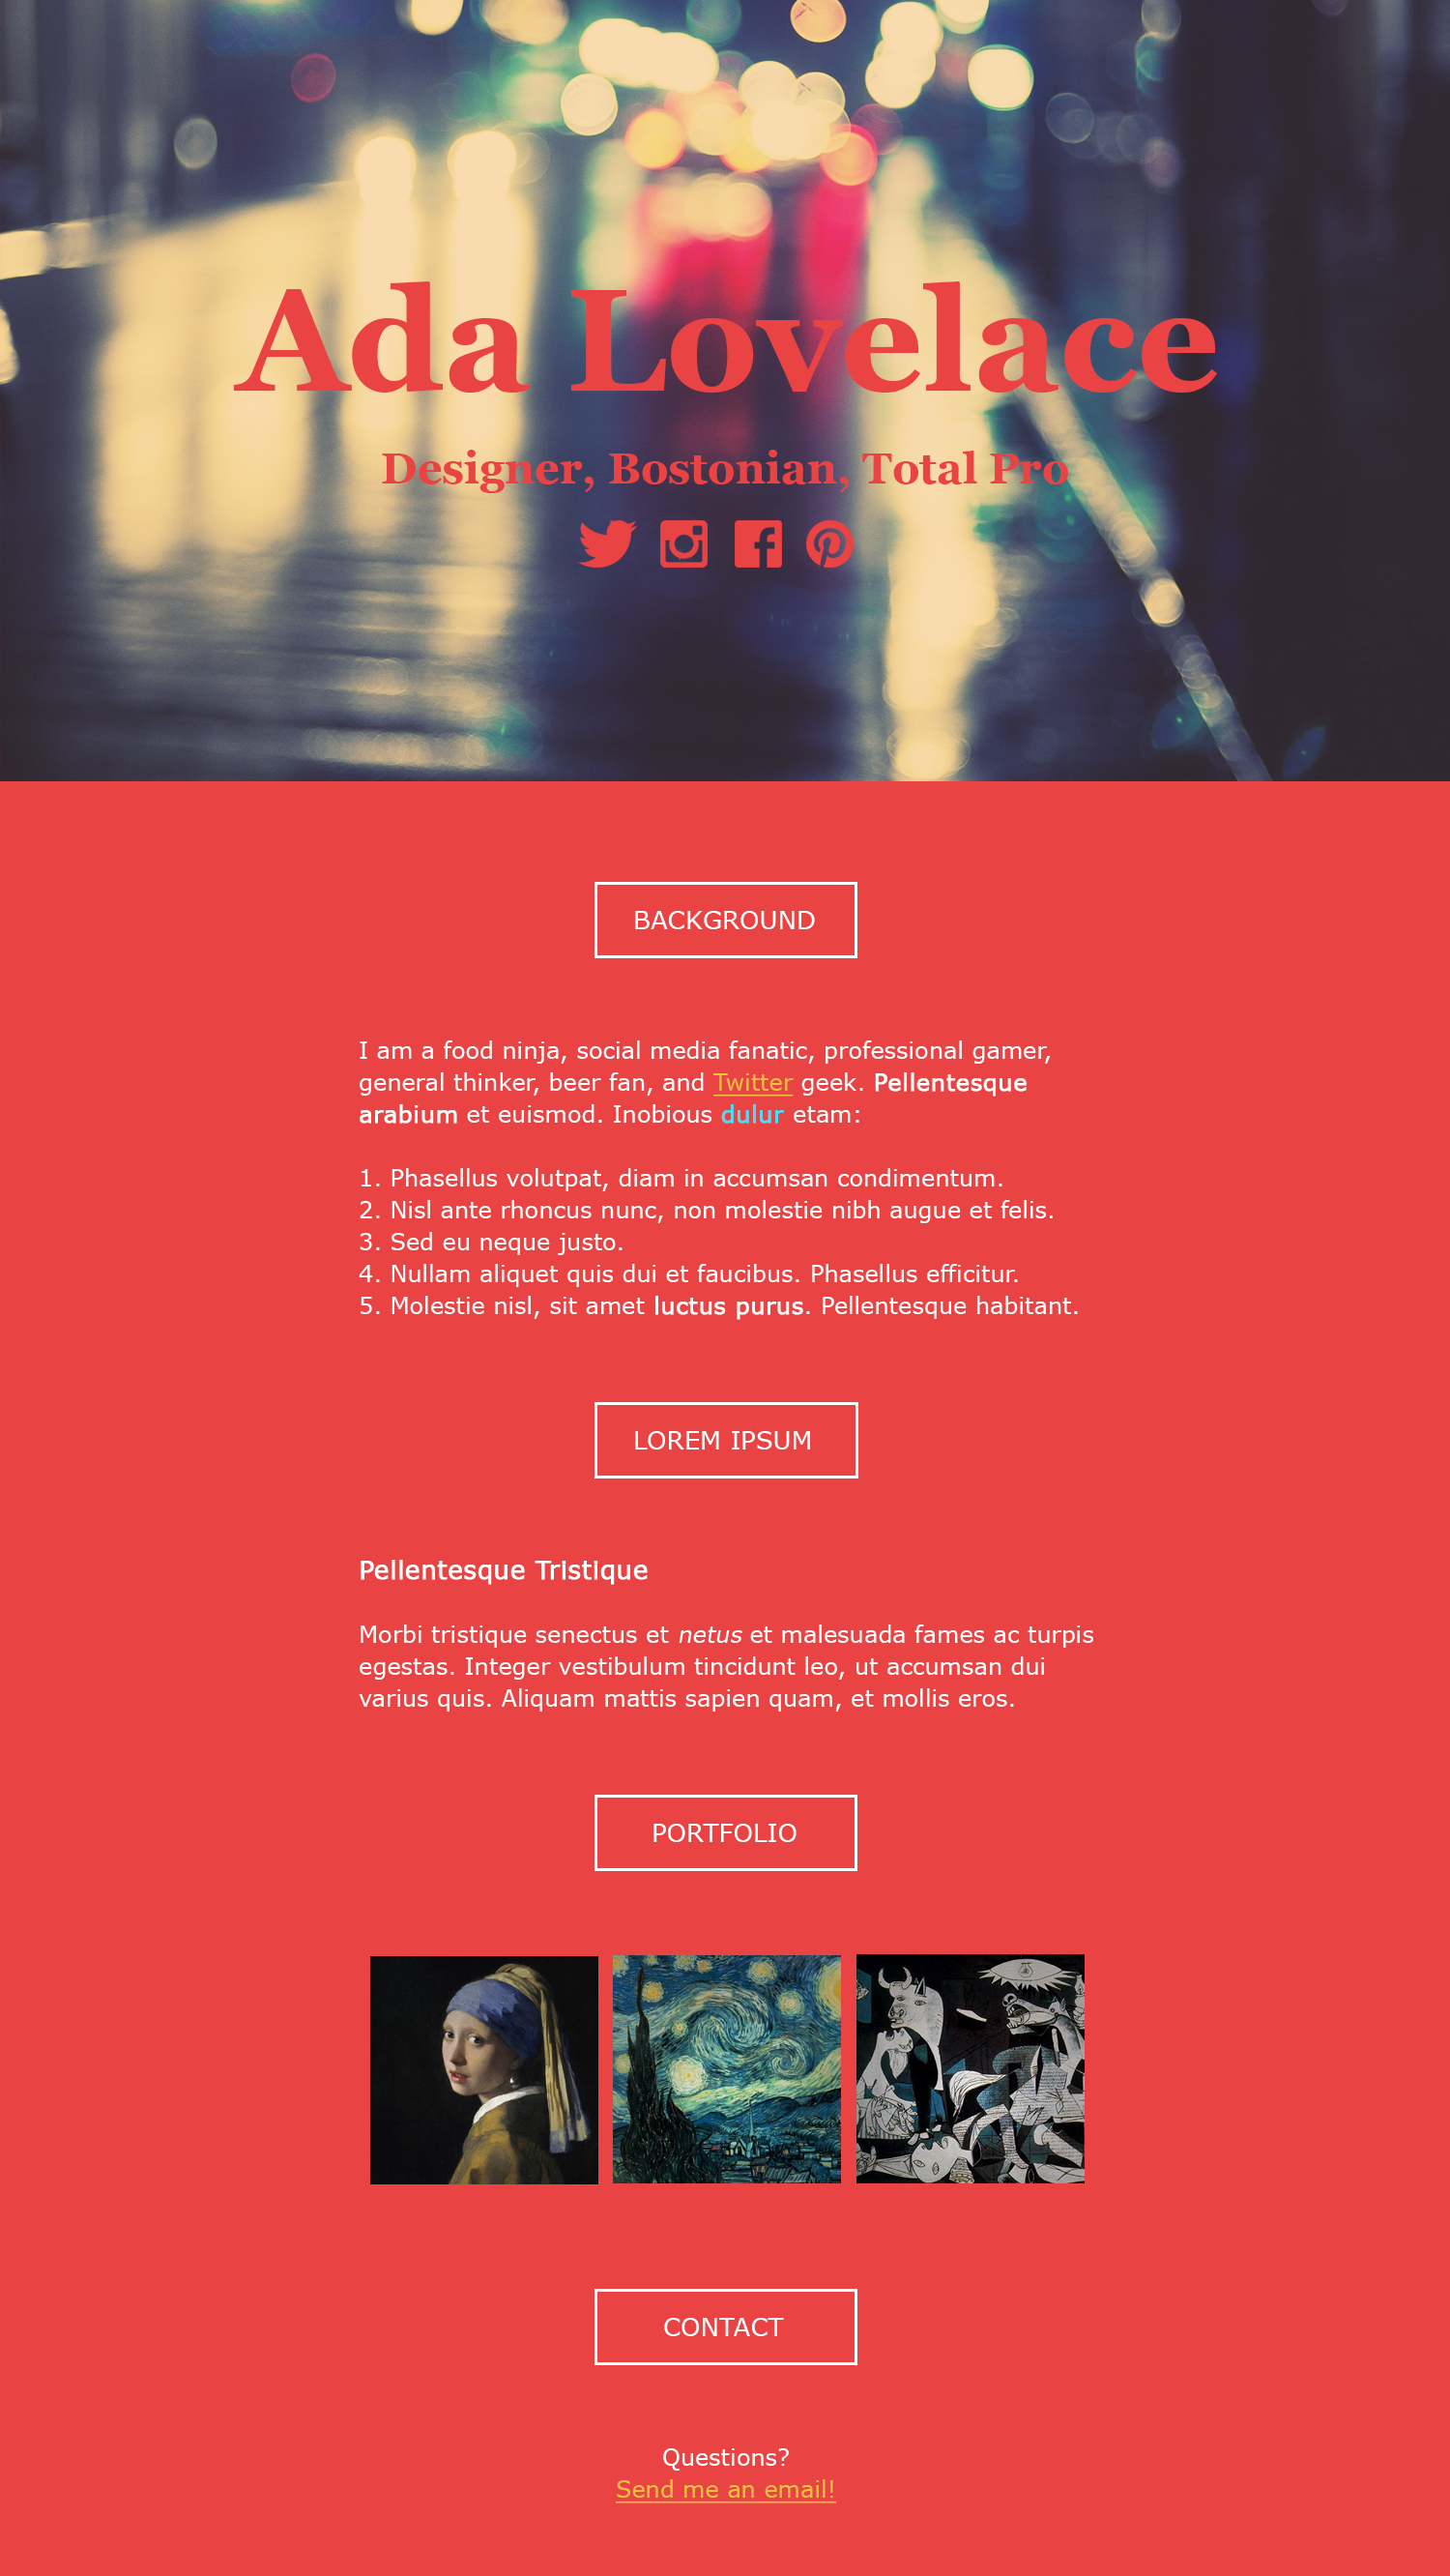 Ada Lovelace
Designer, Bostonian, Total Pro
BACKGROUND
I am a food ninja, social media fanatic, professional gamer,
general thinker, beer fan, and Twitter geek. Pellentesque
arabium et euismod. Inobious dulur etam:
1. Phasellus volutpat, diam in accumsan condimentum.
2. Nisl ante rhoncus nunc, non molestie nibh augue et felis.
3. Sed eu neque justo.
4. Nullam aliquet quis dui et faucibus. Phasellus efficitur.
5. Molestie nisl, sit amet luctus purus. Pellentesque habitant.
LOREM IPSUM
Pellentesque Tristique
Morbi tristique senectus et netus et malesuada fames ac turpis
egestas. Integer vestibulum tincidunt leo, ut accumsan dui
varius quis. Aliquam mattis sapien quam, et mollis eros.
PORTFOLIO
CONTACT
Questions?
Send me an email!